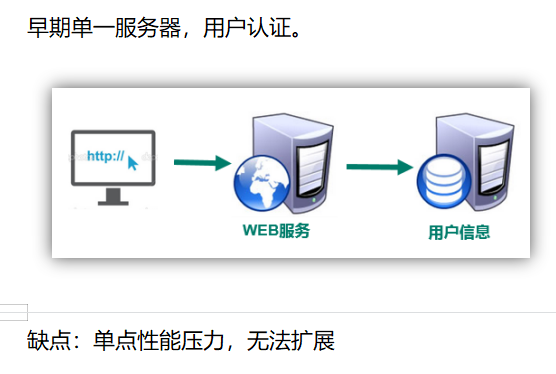 早期单一服务器，用户认证。
http://
WEB服务
用户信息
缺点：单点性能压力，无法扩展